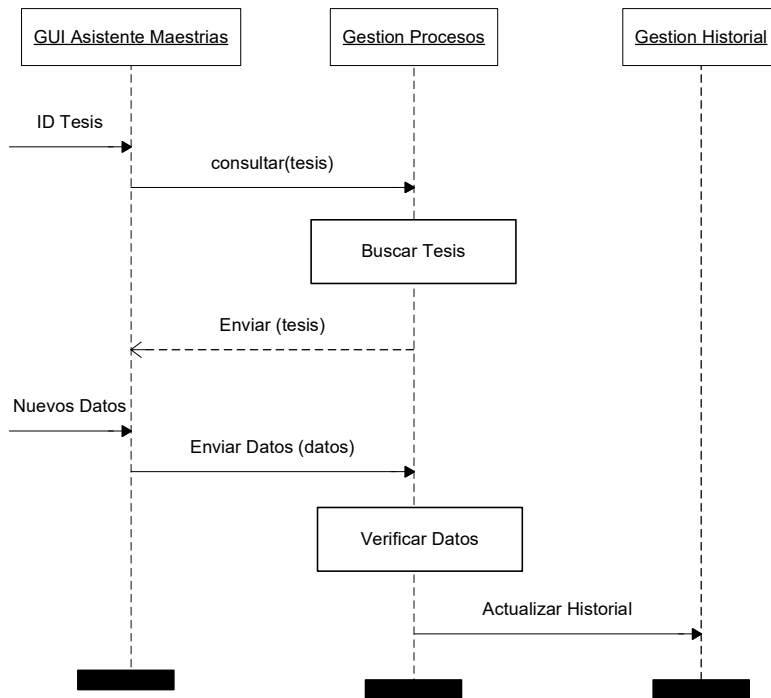 GUI Asistente Maestrias
Gestion Procesos
Gestion Historial
ID Tesis
consultar(tesis)
Buscar Tesis
Enviar (tesis)
Nuevos Datos
Enviar Datos (datos)
Verificar Datos
Actualizar Historial